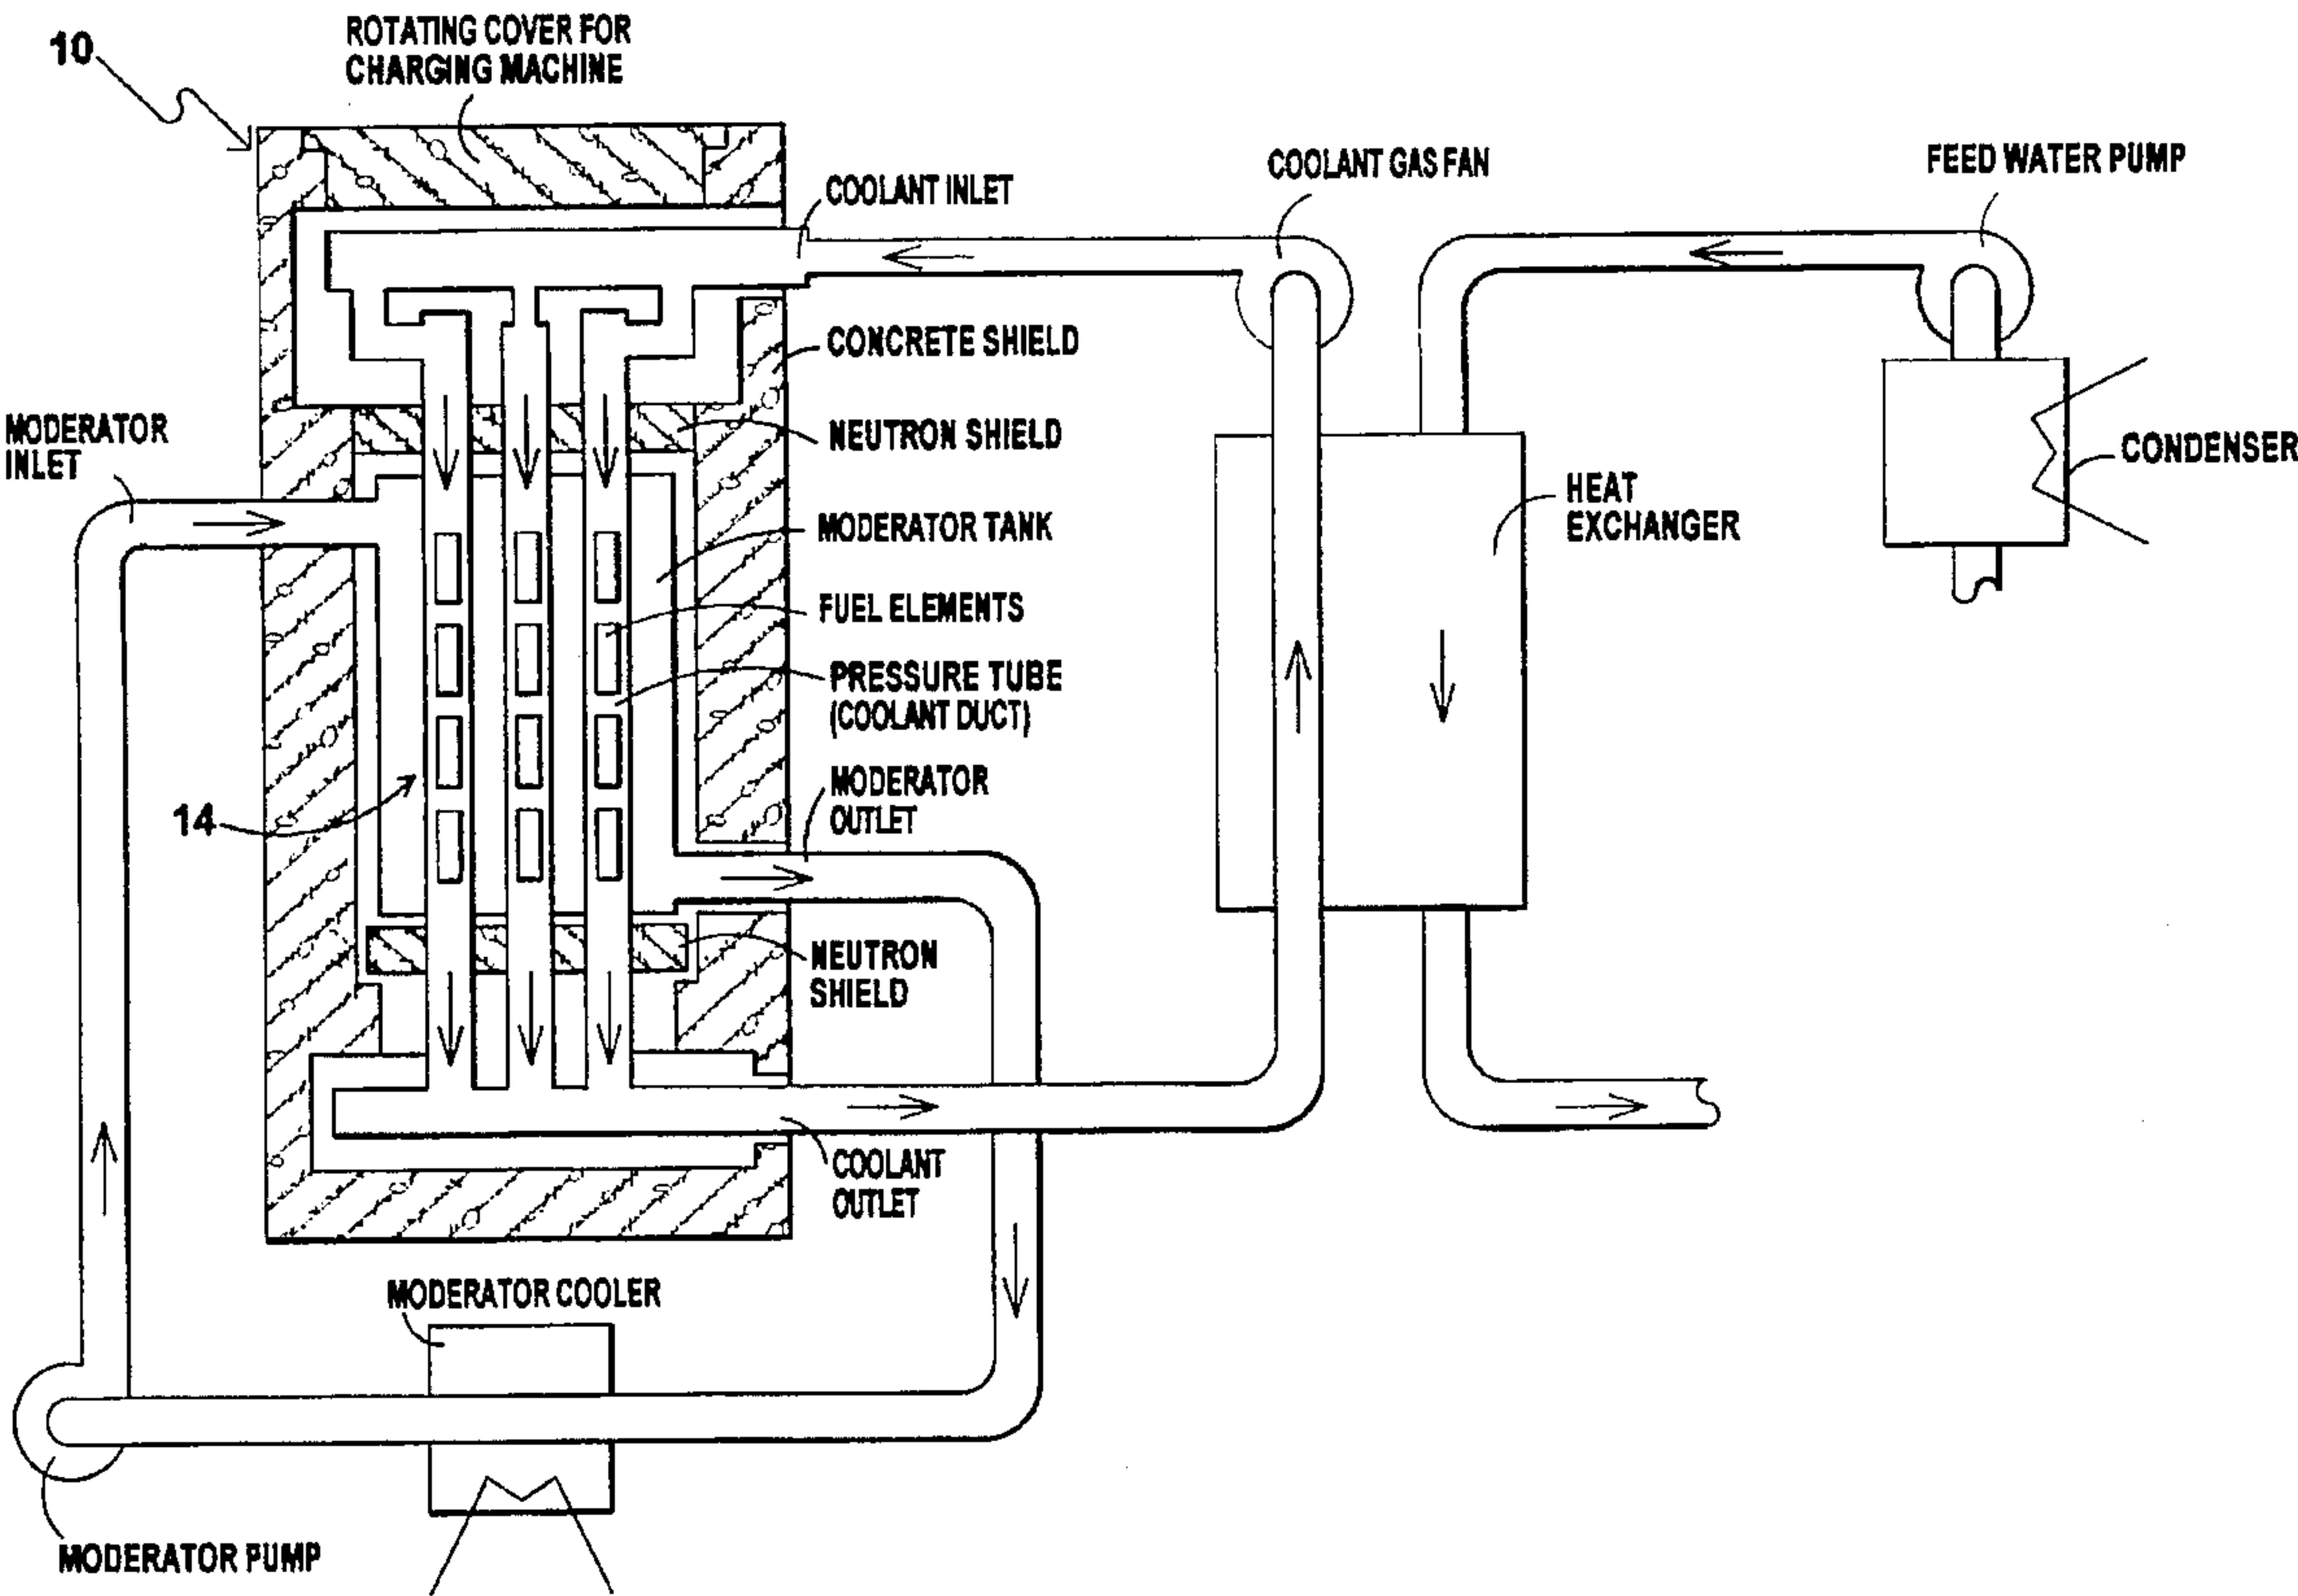 10
ROTATING COVER FOR
CHARGING MACHINE
COOLANT INLET
COOLANT GAS FAN
FEED WATER PUMP
CONCRETE SHIELD
MODERATOR
INLET
NEUTRON SHIELD
CONDENSER
HEAT
EXCHANGER
MODERATOR TANK
FUEL ELEMENTS
PRESSURE TUBE
(COOLANT DUCT)
MODERATOR
OUTLET
14
NEUTRON
SHIELD
COOLANT
OUTLET
MODERATOR COOLER
MODERATOR PUMP